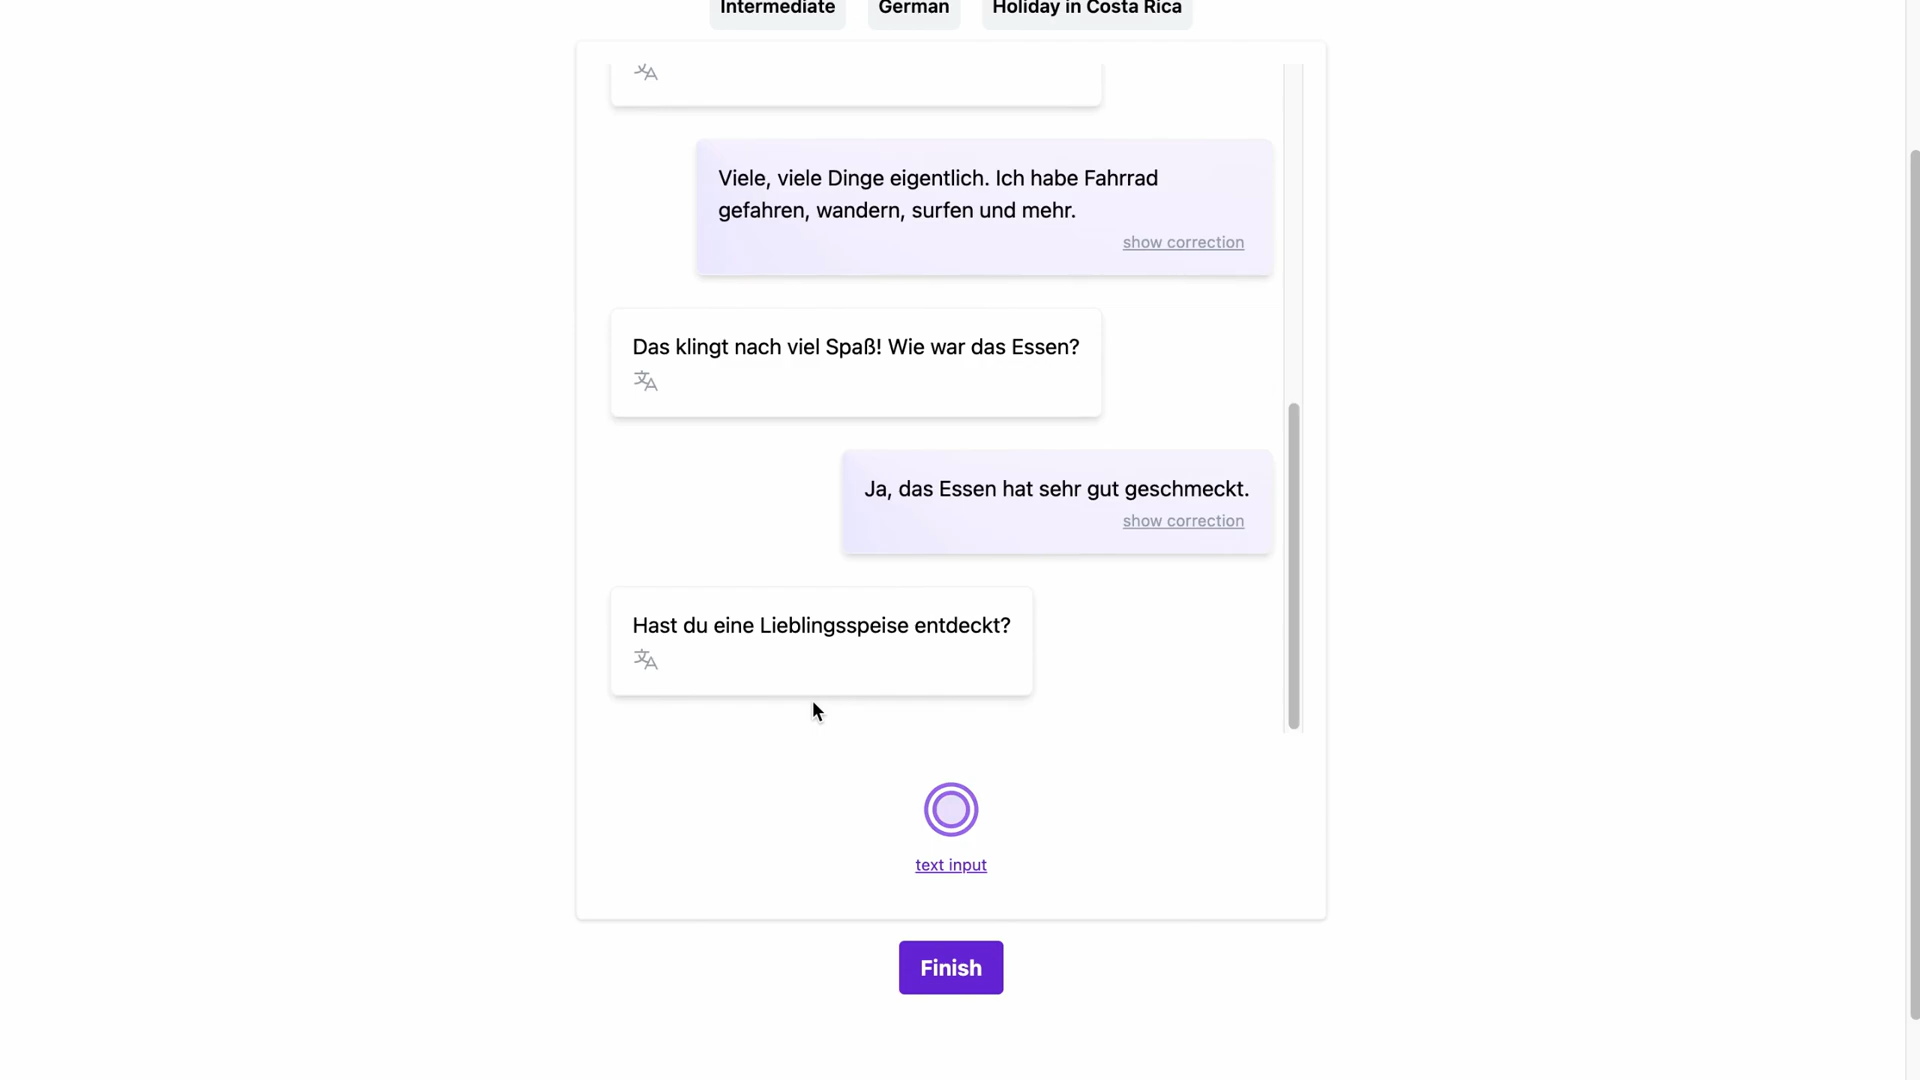 Intermediate
German
Holiday in Costa Rica
Viele, viele Dinge eigentlich. Ich habe Fahrrad
gefahren, wandern, surfen und mehr.
show correction
Das klingt nach viel Spaß! Wie war das Essen?
Ja, das Essen hat sehr gut geschmeckt.
show correction
Hast du eine Lieblingsspeise entdeckt?
text input
Finish